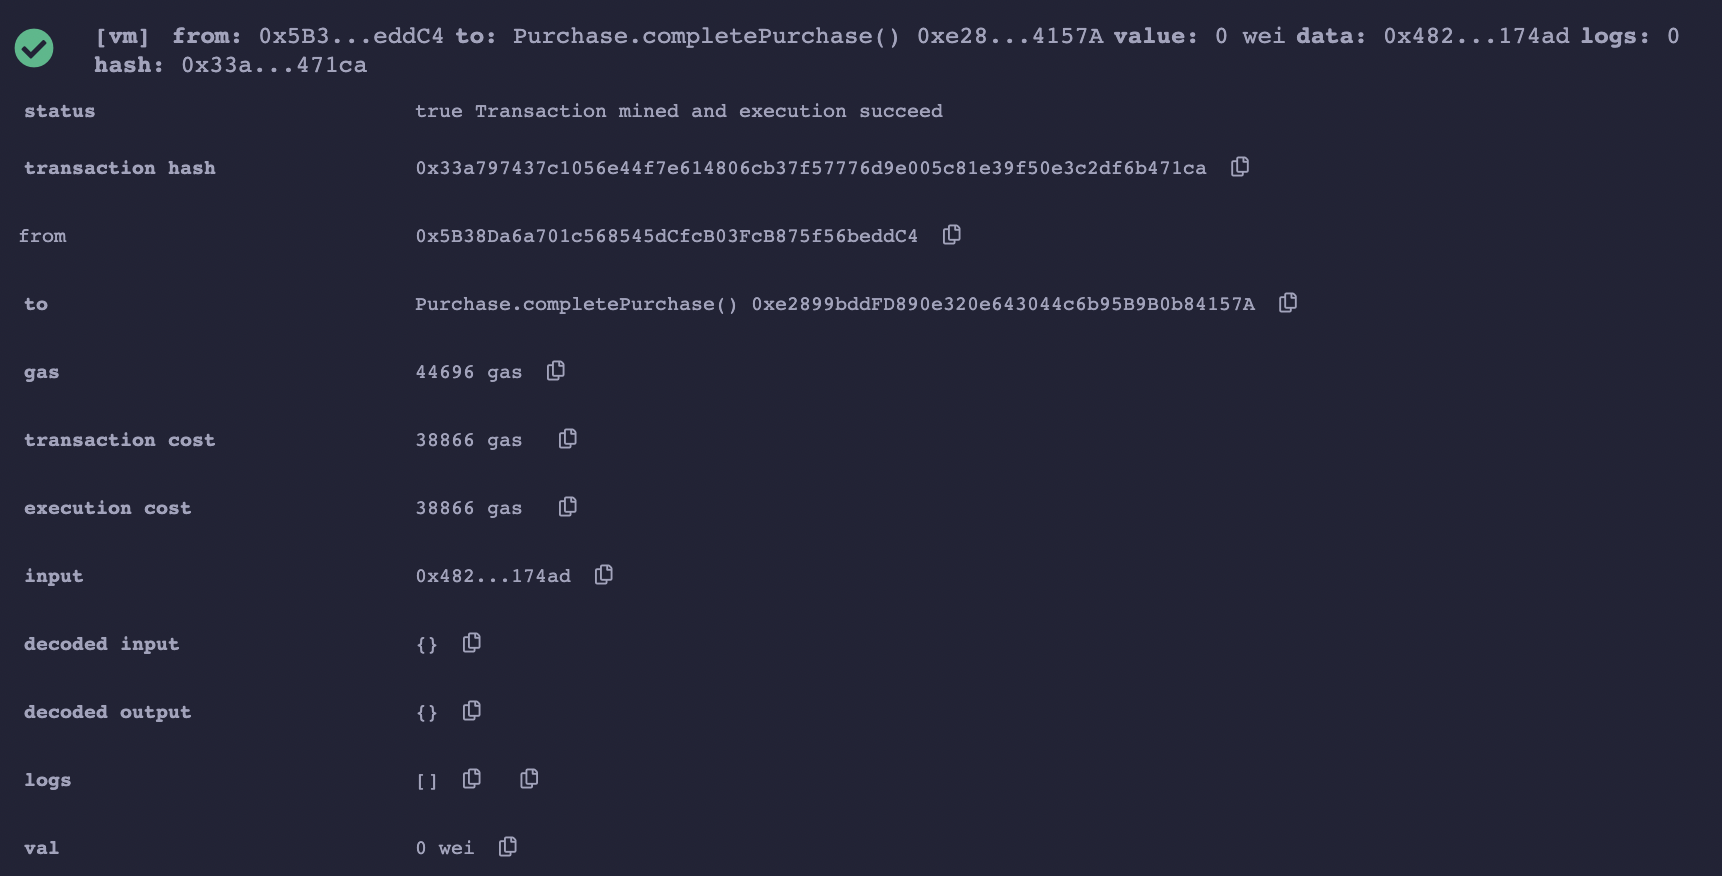 [vm] from: 0x5B3...eddC4 to: Purchase.completePurchase() 0xe28...4157A value: 0 wei data: 0x482...174ad logs: 0
hash: 0x33a...471ca
status true Transaction mined and execution succeed
transaction hash 0x33a797437c1056e44f7e614806cb37f57776d9e005c81e39f50e3c2df6b471ca
from 0x5B38Da6a701c568545dCfcB03FcB875f56beddC4
to Purchase.completePurchase() 0xe2899bddFD890e320e643044c6b95B9B0b84157A
gas 44696 gas
transaction cost 38866 gas
execution cost 38866 gas
input 0x482...174ad
decoded input {}
decoded output {}
logs []
val 0 wei